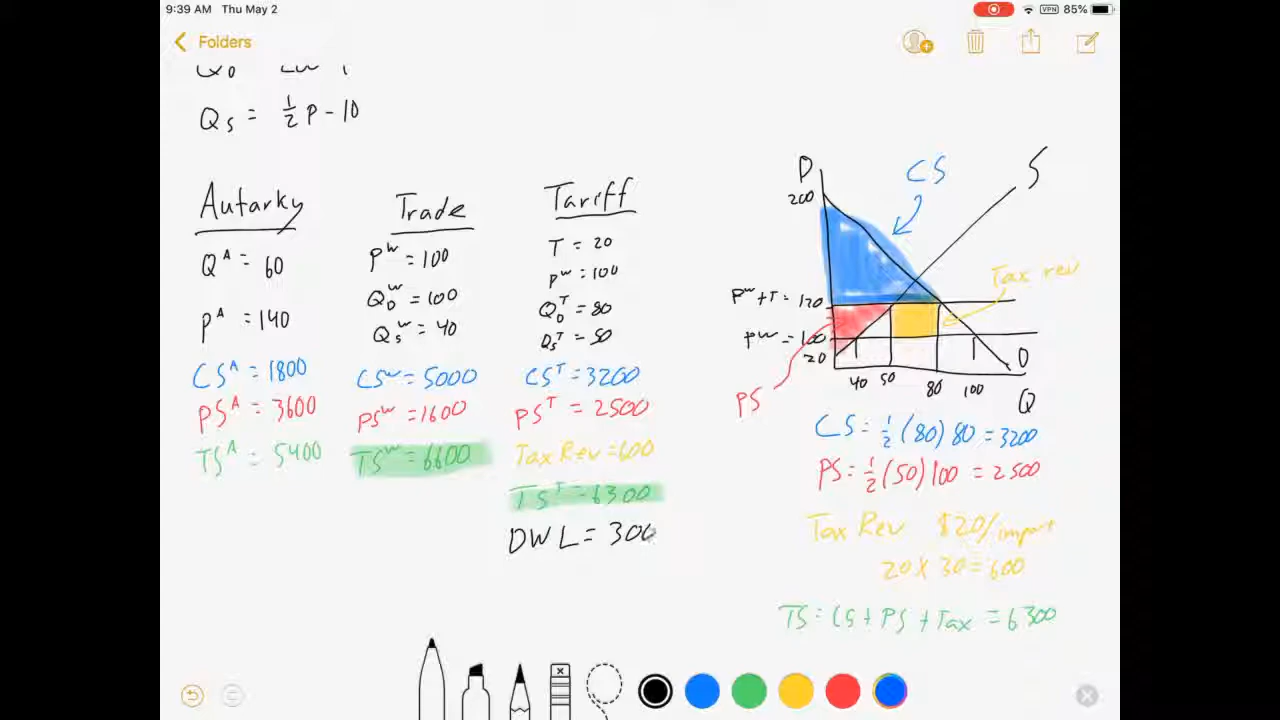 9:39 AM Thu May 2
VPN 85%
Folders
Qs = 1/2 P - 10
Autarky
Q^A = 60
P^A = 140
CS^A = 1800
PS^A = 3600
TS^A = 5400
Trade
P^W = 100
Q_D^W = 100
Q_S^W = 40
CS^W = 5000
PS^W = 1600
TS^W = 6600
Tariff
T = 20
P^W = 100
Q_D^T = 80
Q_S^T = 50
CS^T = 3200
PS^T = 2500
Tax Rev = 600
TS^T = 6300
DWL = 300
P
200
CS
S
Tax rev
P^W + T = 120
P^W = 100
20
D
40 50 80 100
Q
PS
CS = 1/2 (80) 80 = 3200
PS = 1/2 (50) 100 = 2500
Tax Rev $20/import
20 x 30 = 600
TS = CS + PS + Tax = 6300